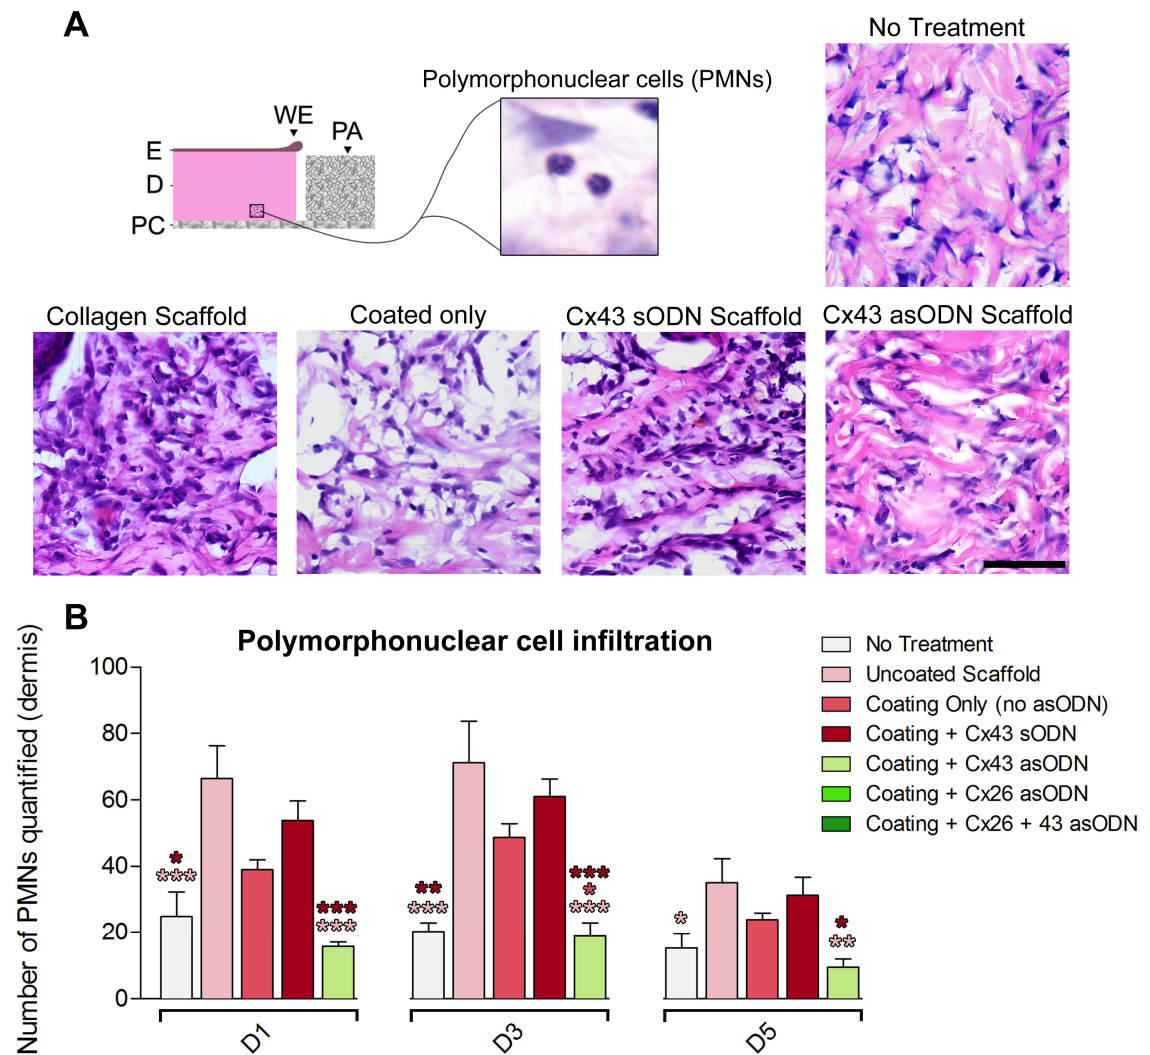 A
No Treatment
Polymorphonuclear cells (PMNs)
WE
PA
E
D
PC
Collagen Scaffold
Coated only
Cx43 sODN Scaffold
Cx43 asODN Scaffold
B
Polymorphonuclear cell infiltration
Number of PMNs quantified (dermis)
100
80
60
40
20
0
*
***
***
***
**
***
***
*
***
*
*
**
D1
D3
D5
No Treatment
Uncoated Scaffold
Coating Only (no asODN)
Coating + Cx43 sODN
Coating + Cx43 asODN
Coating + Cx26 asODN
Coating + Cx26 + 43 asODN